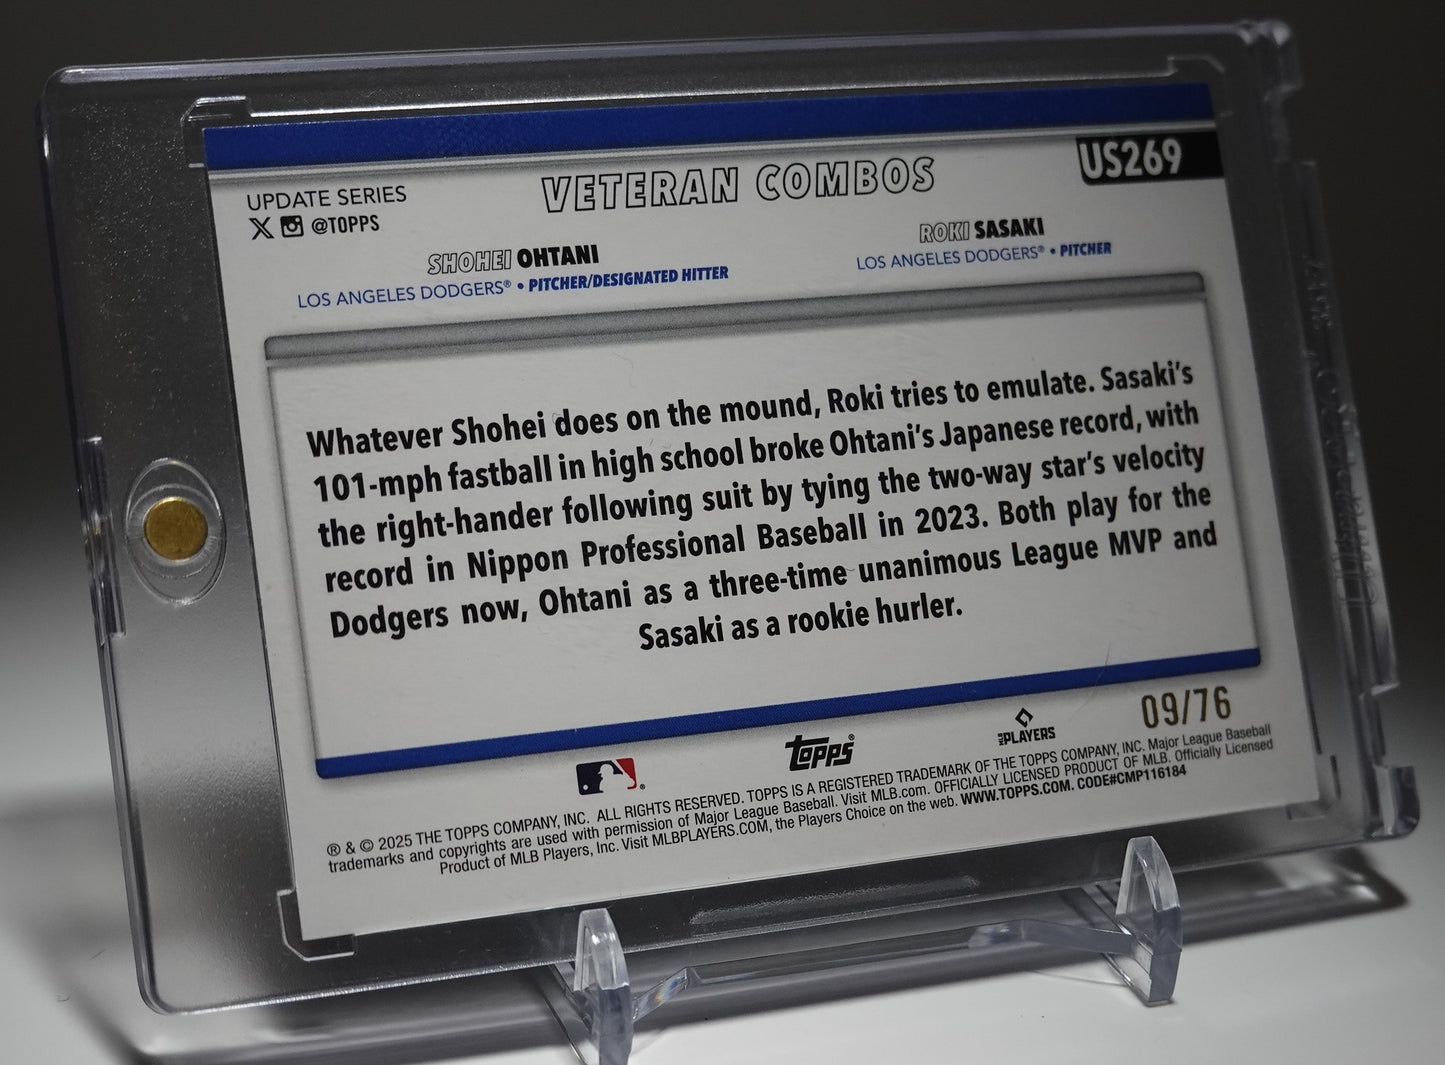 UPDATE SERIES
@TOPPS
VETERAN COMBOS
US269
SHOHEI OHTANI
LOS ANGELES DODGERS® • PITCHER/DESIGNATED HITTER
ROKI SASAKI
LOS ANGELES DODGERS® • PITCHER
Whatever Shohei does on the mound, Roki tries to emulate. Sasaki's
101-mph fastball in high school broke Ohtani's Japanese record, with
the right-hander following suit by tying the two-way star's velocity
record in Nippon Professional Baseball in 2023. Both play for the
Dodgers now, Ohtani as a three-time unanimous League MVP and
Sasaki as a rookie hurler.
09/76
topps®
PLAYERS
® & © 2025 THE TOPPS COMPANY, INC. ALL RIGHTS RESERVED. TOPPS IS A REGISTERED TRADEMARK OF THE TOPPS COMPANY, INC. Major League Baseball
trademarks and copyrights are used with permission of Major League Baseball. Visit MLB.com. OFFICIALLY LICENSED PRODUCT OF MLB. Officially Licensed
Product of MLB Players, Inc. Visit MLBPLAYERS.COM, the Players Choice on the web. WWW.TOPPS.COM. CODE#CMP116184